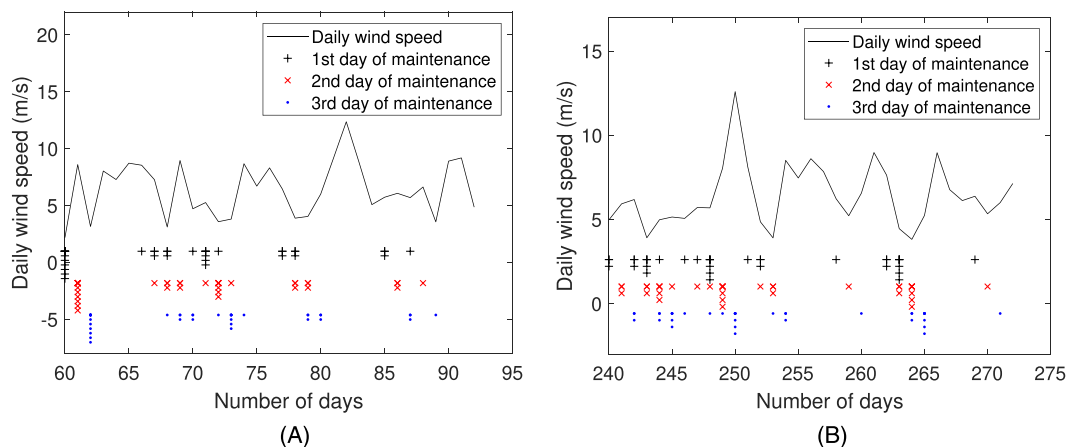 20
15
10
5
0
-5
Daily wind speed (m/s)
Daily wind speed
1st day of maintenance
2nd day of maintenance
3rd day of maintenance
60 65 70 75 80 85 90 95
Number of days
(A)
15
10
5
0
Daily wind speed (m/s)
Daily wind speed
1st day of maintenance
2nd day of maintenance
3rd day of maintenance
240 245 250 255 260 265 270 275
Number of days
(B)